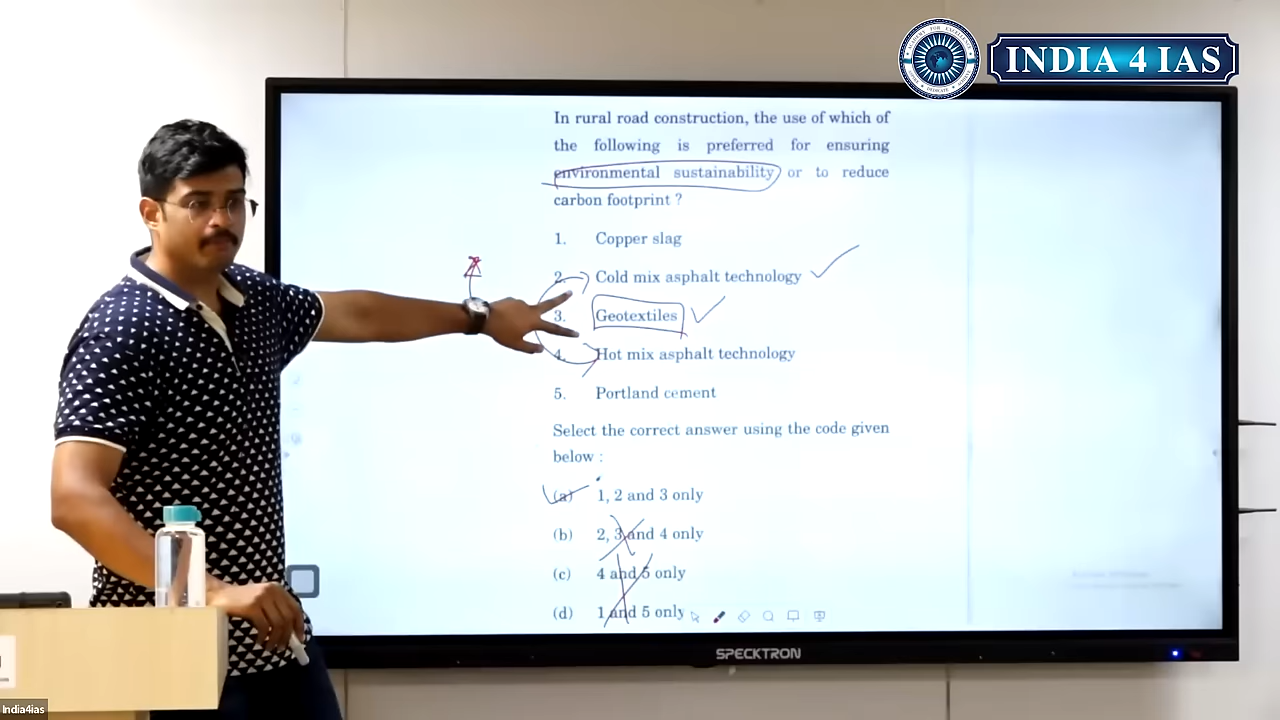 INDIA 4 IAS
In rural road construction, the use of which of
the following is preferred for ensuring
environmental sustainability or to reduce
carbon footprint ?
1. Copper slag
2. Cold mix asphalt technology
3. Geotextiles
4. Hot mix asphalt technology
5. Portland cement
Select the correct answer using the code given
below :
(a) 1, 2 and 3 only
(b) 2, 3 and 4 only
(c) 4 and 5 only
(d) 1 and 5 only
SPECKTRON
India4ias